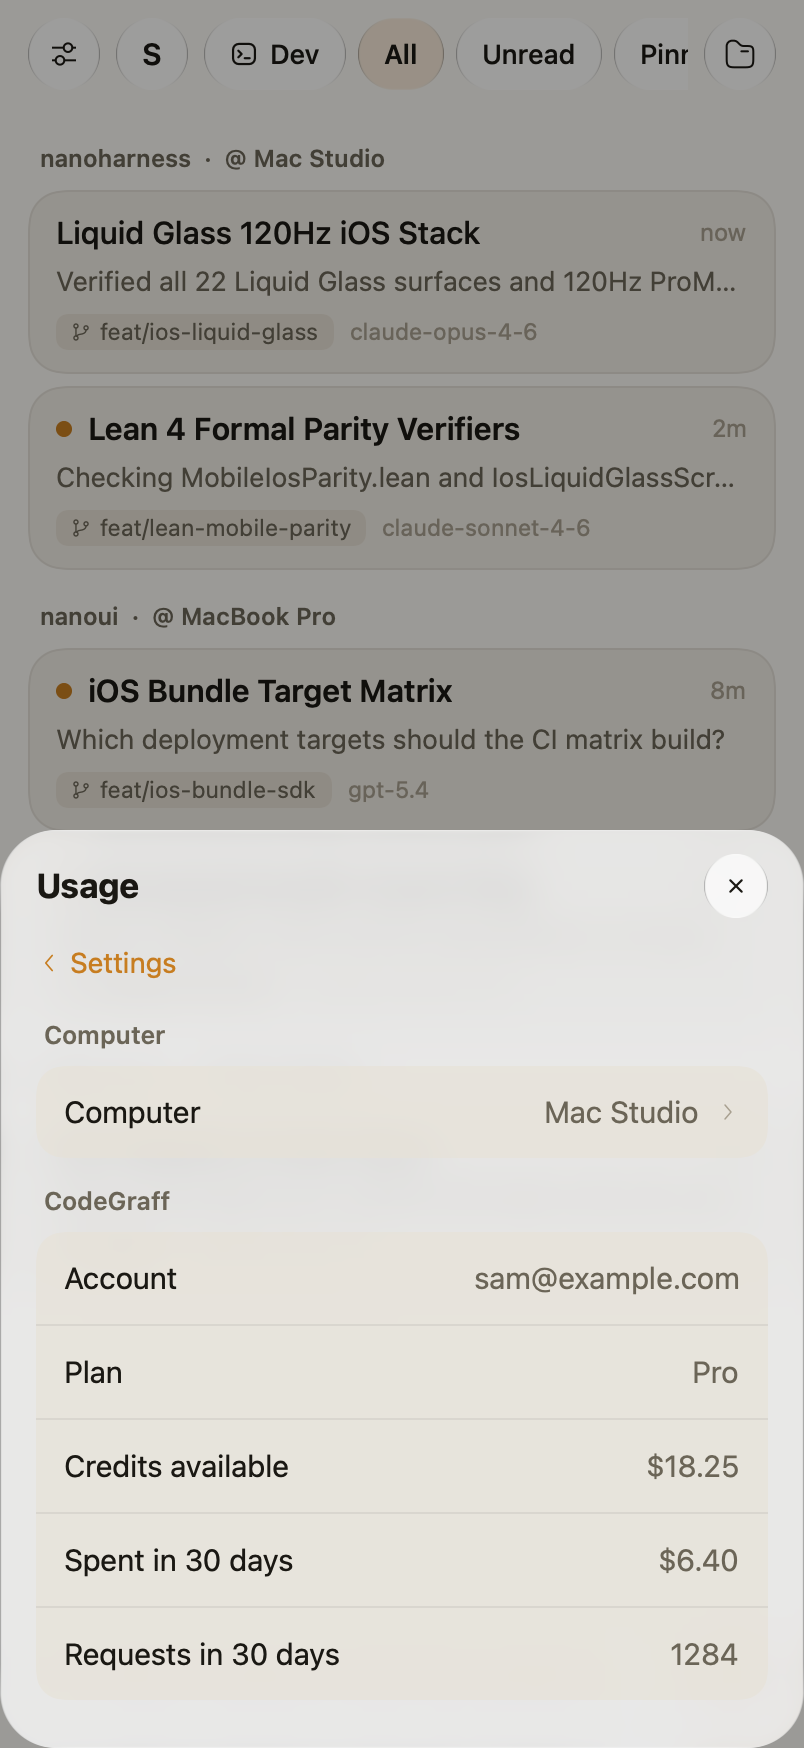 S Dev All Unread Pinr
nanoharness · @ Mac Studio
Liquid Glass 120Hz iOS Stack now
Verified all 22 Liquid Glass surfaces and 120Hz ProM...
feat/ios-liquid-glass claude-opus-4-6
Lean 4 Formal Parity Verifiers 2m
Checking MobileIosParity.lean and IosLiquidGlassScr...
feat/lean-mobile-parity claude-sonnet-4-6
nanoui · @ MacBook Pro
iOS Bundle Target Matrix 8m
Which deployment targets should the CI matrix build?
feat/ios-bundle-sdk gpt-5.4
Usage
Settings
Computer
Computer Mac Studio
CodeGraff
Account sam@example.com
Plan Pro
Credits available $18.25
Spent in 30 days $6.40
Requests in 30 days 1284